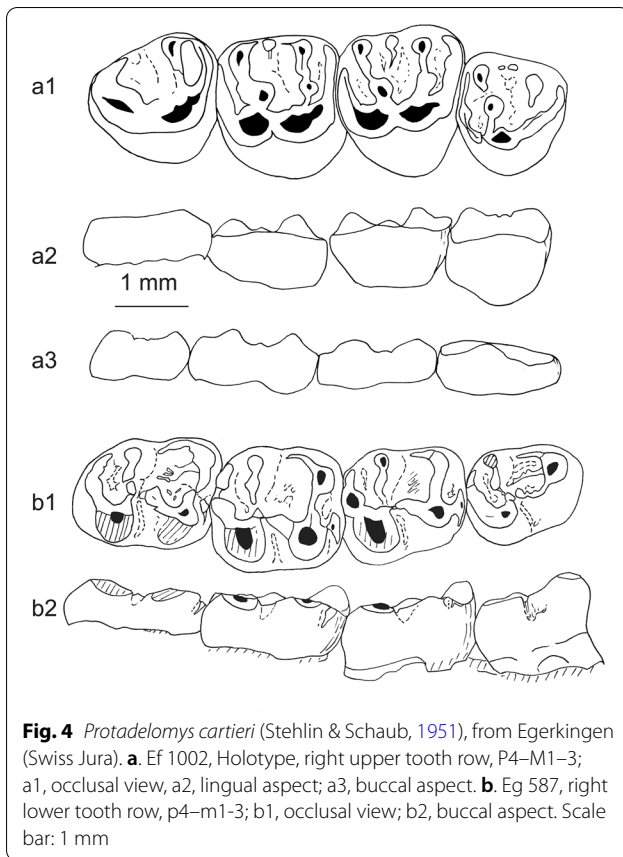 a1
a2
1 mm
a3
b1
b2
Fig. 4 Protadelomys cartieri (Stehlin & Schaub, 1951), from Egerkingen
(Swiss Jura). a. Ef 1002, Holotype, right upper tooth row, P4–M1–3;
a1, occlusal view, a2, lingual aspect; a3, buccal aspect. b. Eg 587, right
lower tooth row, p4–m1-3; b1, occlusal view; b2, buccal aspect. Scale
bar: 1 mm